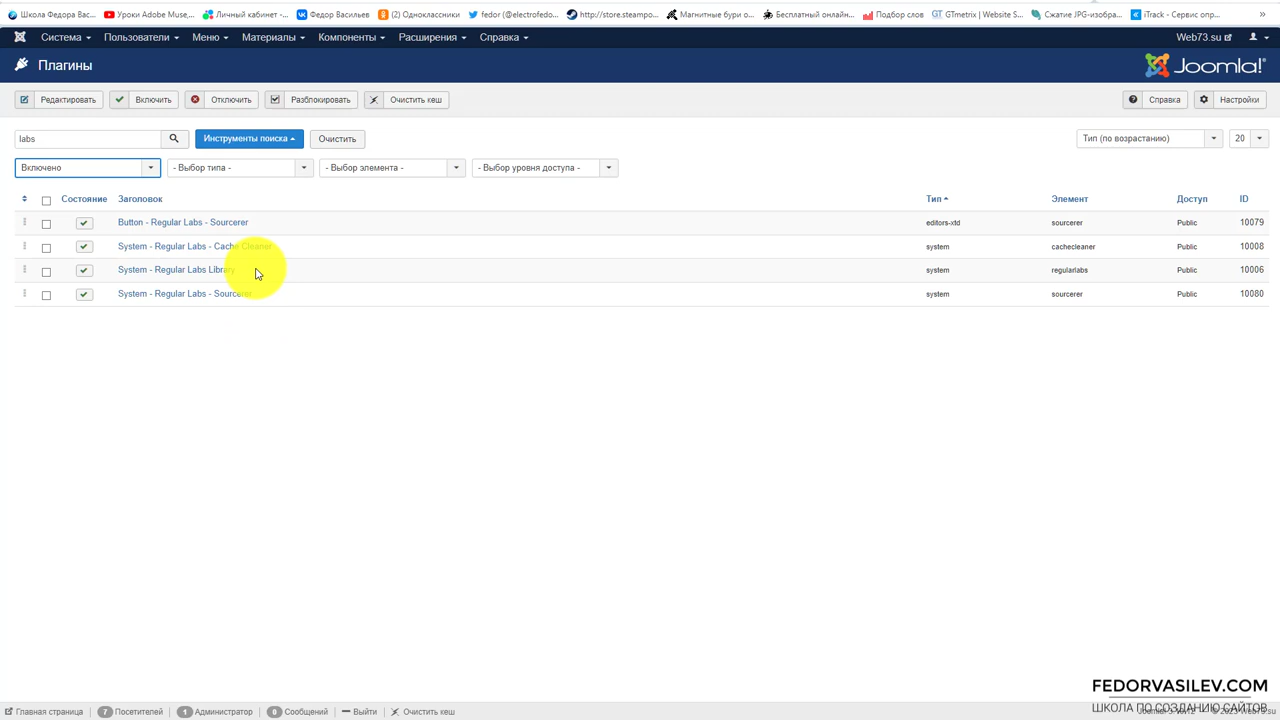 Школа Федора Вас...
Уроки Adobe Muse,...
Личный кабинет -...
Федор Васильев
(2) Одноклассники
fedor (@electrofedo...
http://store.steampo...
Магнитные бури о...
Бесплатный онлайн...
Подбор слов
GTmetrix | Website S...
Сжатие JPG-изобра...
iTrack - Сервис опр...
»
Система
Пользователи
Меню
Материалы
Компоненты
Расширения
Справка
Web73.su
Плагины
Joomla!
Редактировать
Включить
Отключить
Разблокировать
Очистить кеш
Справка
Настройки
labs
Инструменты поиска
Очистить
Тип (по возрастанию)
20
Включено
- Выбор типа -
- Выбор элемента -
- Выбор уровня доступа -
Состояние Заголовок Тип Элемент Доступ ID
Button - Regular Labs - Sourcerer editors-xtd sourcerer Public 10079
System - Regular Labs - Cache Cleaner system cachecleaner Public 10008
System - Regular Labs Library system regularlabs Public 10006
System - Regular Labs - Sourcerer system sourcerer Public 10080
FEDORVASILEV.COM
ШКОЛА ПО СОЗДАНИЮ САЙТОВ
Главная страница
7 Посетителей
1 Администратор
0 Сообщений
Выйти
Очистить кеш